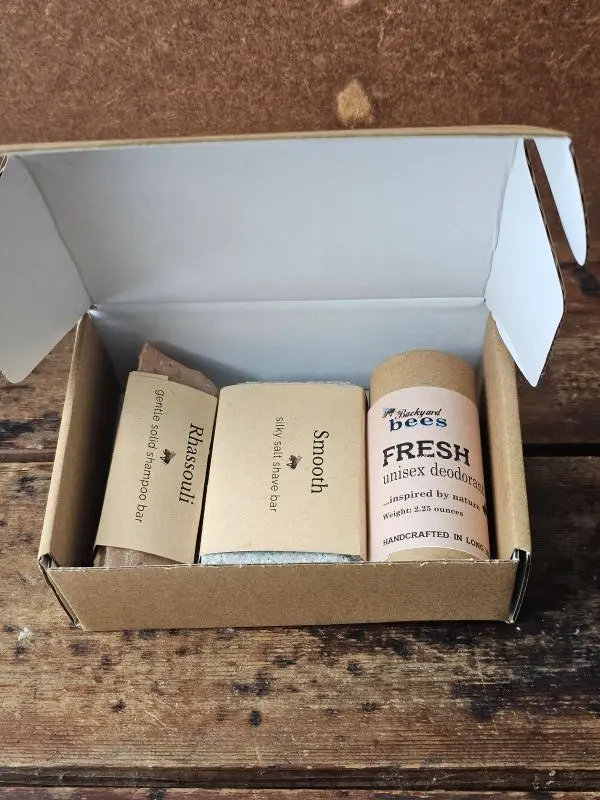 Rhassouli
gentle solid shampoo bar
Smooth
silky salt shave bar
Backyard
bees
FRESH
unisex deodorant
...inspired by nature
Weight: 2.25 ounces
HANDCRAFTED IN LONG